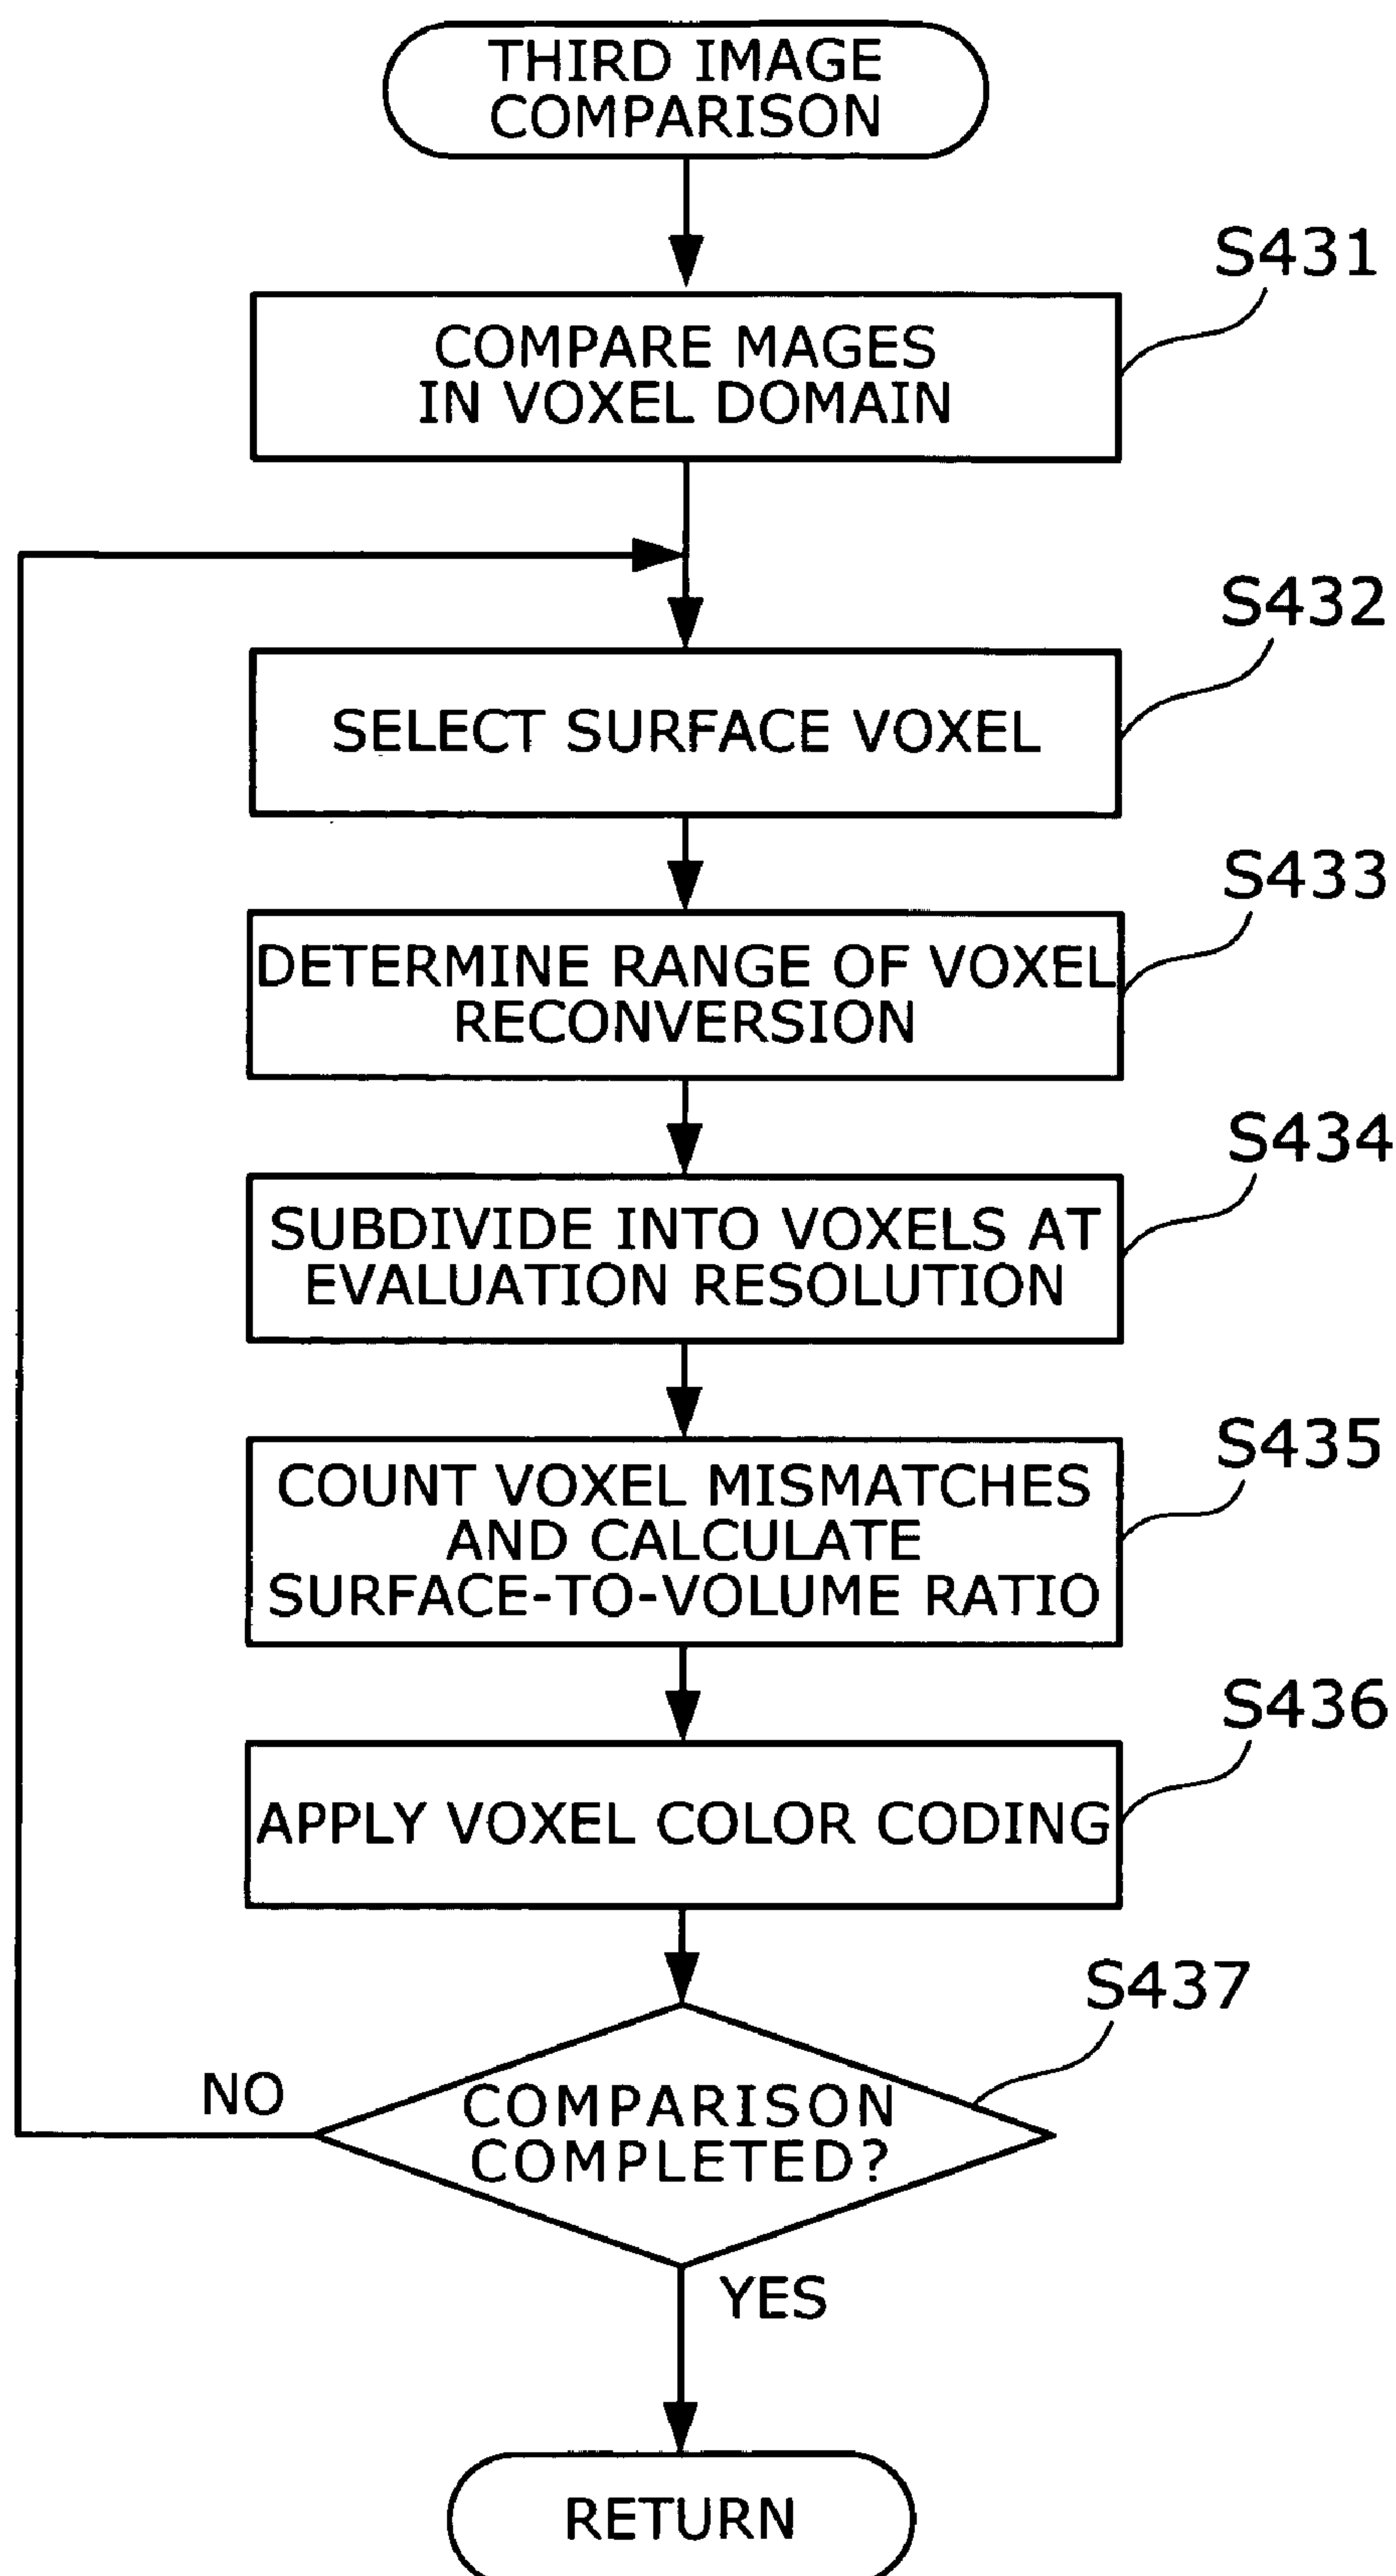 THIRD IMAGE
COMPARISON
S431
COMPARE MAGES
IN VOXEL DOMAIN
S432
SELECT SURFACE VOXEL
S433
DETERMINE RANGE OF VOXEL
RECONVERSION
S434
SUBDIVIDE INTO VOXELS AT
EVALUATION RESOLUTION
S435
COUNT VOXEL MISMATCHES
AND CALCULATE
SURFACE-TO-VOLUME RATIO
S436
APPLY VOXEL COLOR CODING
S437
NO
COMPARISON
COMPLETED?
YES
RETURN